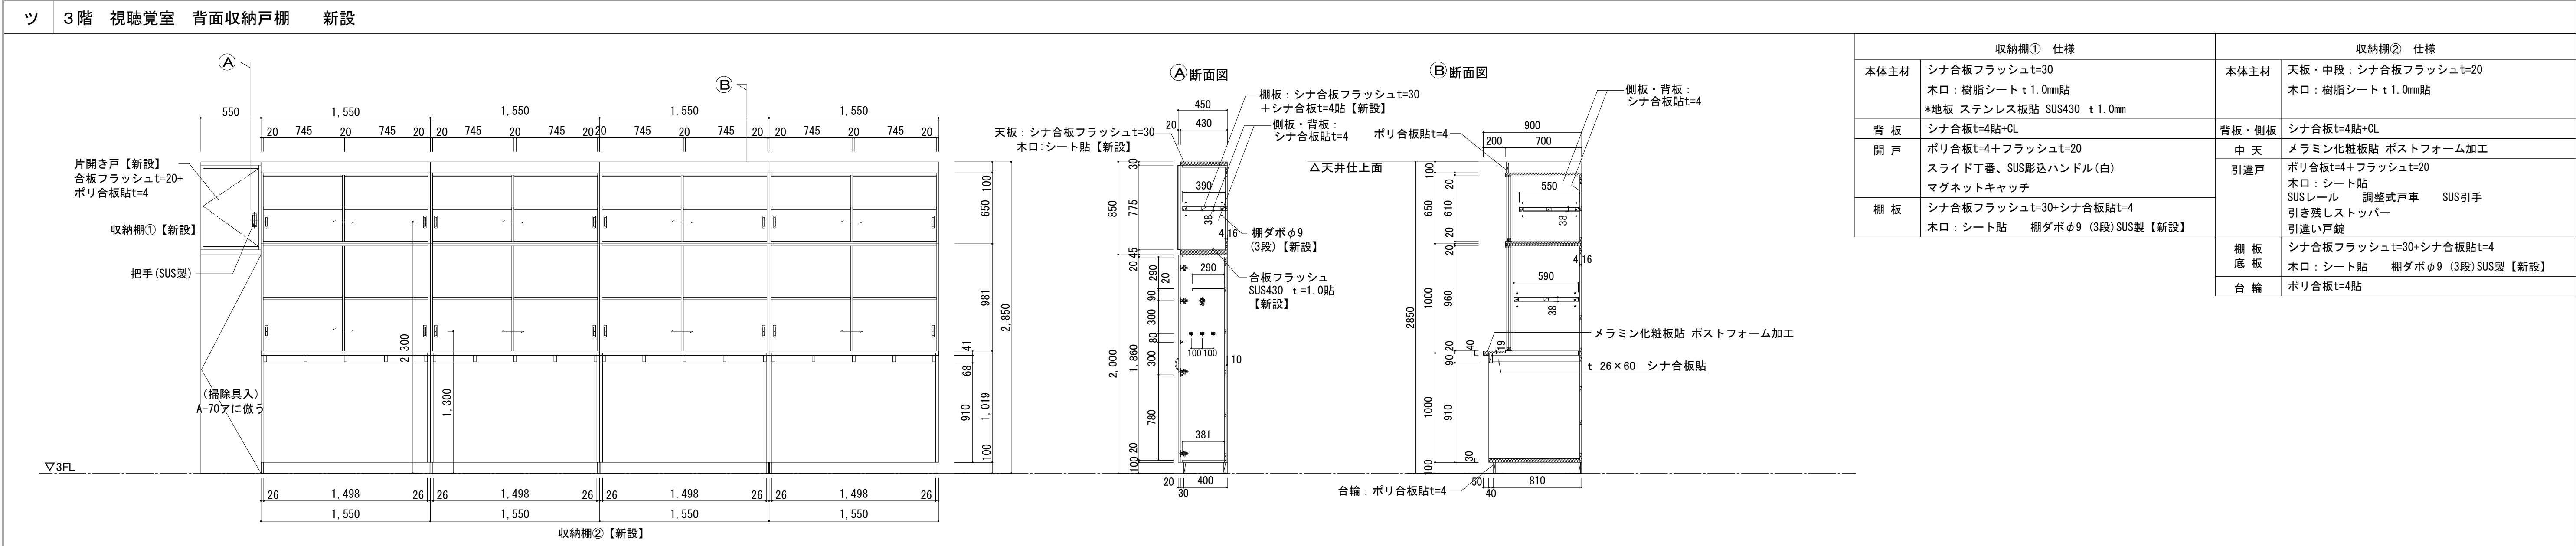 ツ　３階　視聴覚室　背面収納戸棚　　新設
Ⓐ
Ⓑ
550　1,550　1,550　1,550　1,550
20　745　20　745　20　20　745　20　745　20　20　745　20　745　20　20　745　20　745　20
片開き戸【新設】
合板フラッシュt=20+
ポリ合板貼t=4
収納棚①【新設】
把手(SUS製)
(掃除具入)
A-70アに倣う
▽3FL
2,300
1,300
100
650
981
41
68
910
1,019
100
2,850
26　1,498　26　26　1,498　26　26　1,498　26　26　1,498　26
1,550　1,550　1,550　1,550
収納棚②【新設】
Ⓐ断面図
450
20　430
棚板：シナ合板フラッシュt=30
＋シナ合板t=4貼【新設】
側板・背板：
シナ合板貼t=4
天板：シナ合板フラッシュt=30
木口：シート貼【新設】
850
30
775
45
20
390
38
4,16
棚ダボφ9
(3段)【新設】
合板フラッシュ
SUS430　t=1.0貼
【新設】
290
290
20
90
300
80
300
780
100　100
10
2,000
1,860
381
20
100
20　400
30
Ⓑ断面図
側板・背板：
シナ合板貼t=4
ポリ合板貼t=4
900
200　700
△天井仕上面
100
650
1000
1000
100
2850
20
610
20
20
960
20
90
40
910
30
19
550
38
4,16
590
38
メラミン化粧板貼 ポストフォーム加工
t 26×60　シナ合板貼
台輪：ポリ合板貼t=4
50　810
40
収納棚①　仕様
本体主材　シナ合板フラッシュt=30
木口：樹脂シートｔ1.0mm貼
*地板 ステンレス板貼 SUS430　t 1.0mm
背 板　シナ合板t=4貼+CL
開 戸　ポリ合板t=4＋フラッシュt=20
スライド丁番、SUS彫込ハンドル(白)
マグネットキャッチ
棚 板　シナ合板フラッシュt=30+シナ合板貼t=4
木口：シート貼　　棚ダボφ9 (3段)SUS製【新設】
収納棚②　仕様
本体主材　天板・中段：シナ合板フラッシュt=20
木口：樹脂シートｔ1.0mm貼
背板・側板　シナ合板t=4貼+CL
中 天　メラミン化粧板貼 ポストフォーム加工
引違戸　ポリ合板t=4＋フラッシュt=20
木口：シート貼
SUSレール　　調整式戸車　　SUS引手
引き残しストッパー
引違い戸錠
棚 板　シナ合板フラッシュt=30+シナ合板貼t=4
底 板　木口：シート貼　　棚ダボφ9 (3段)SUS製【新設】
台 輪　ポリ合板t=4貼